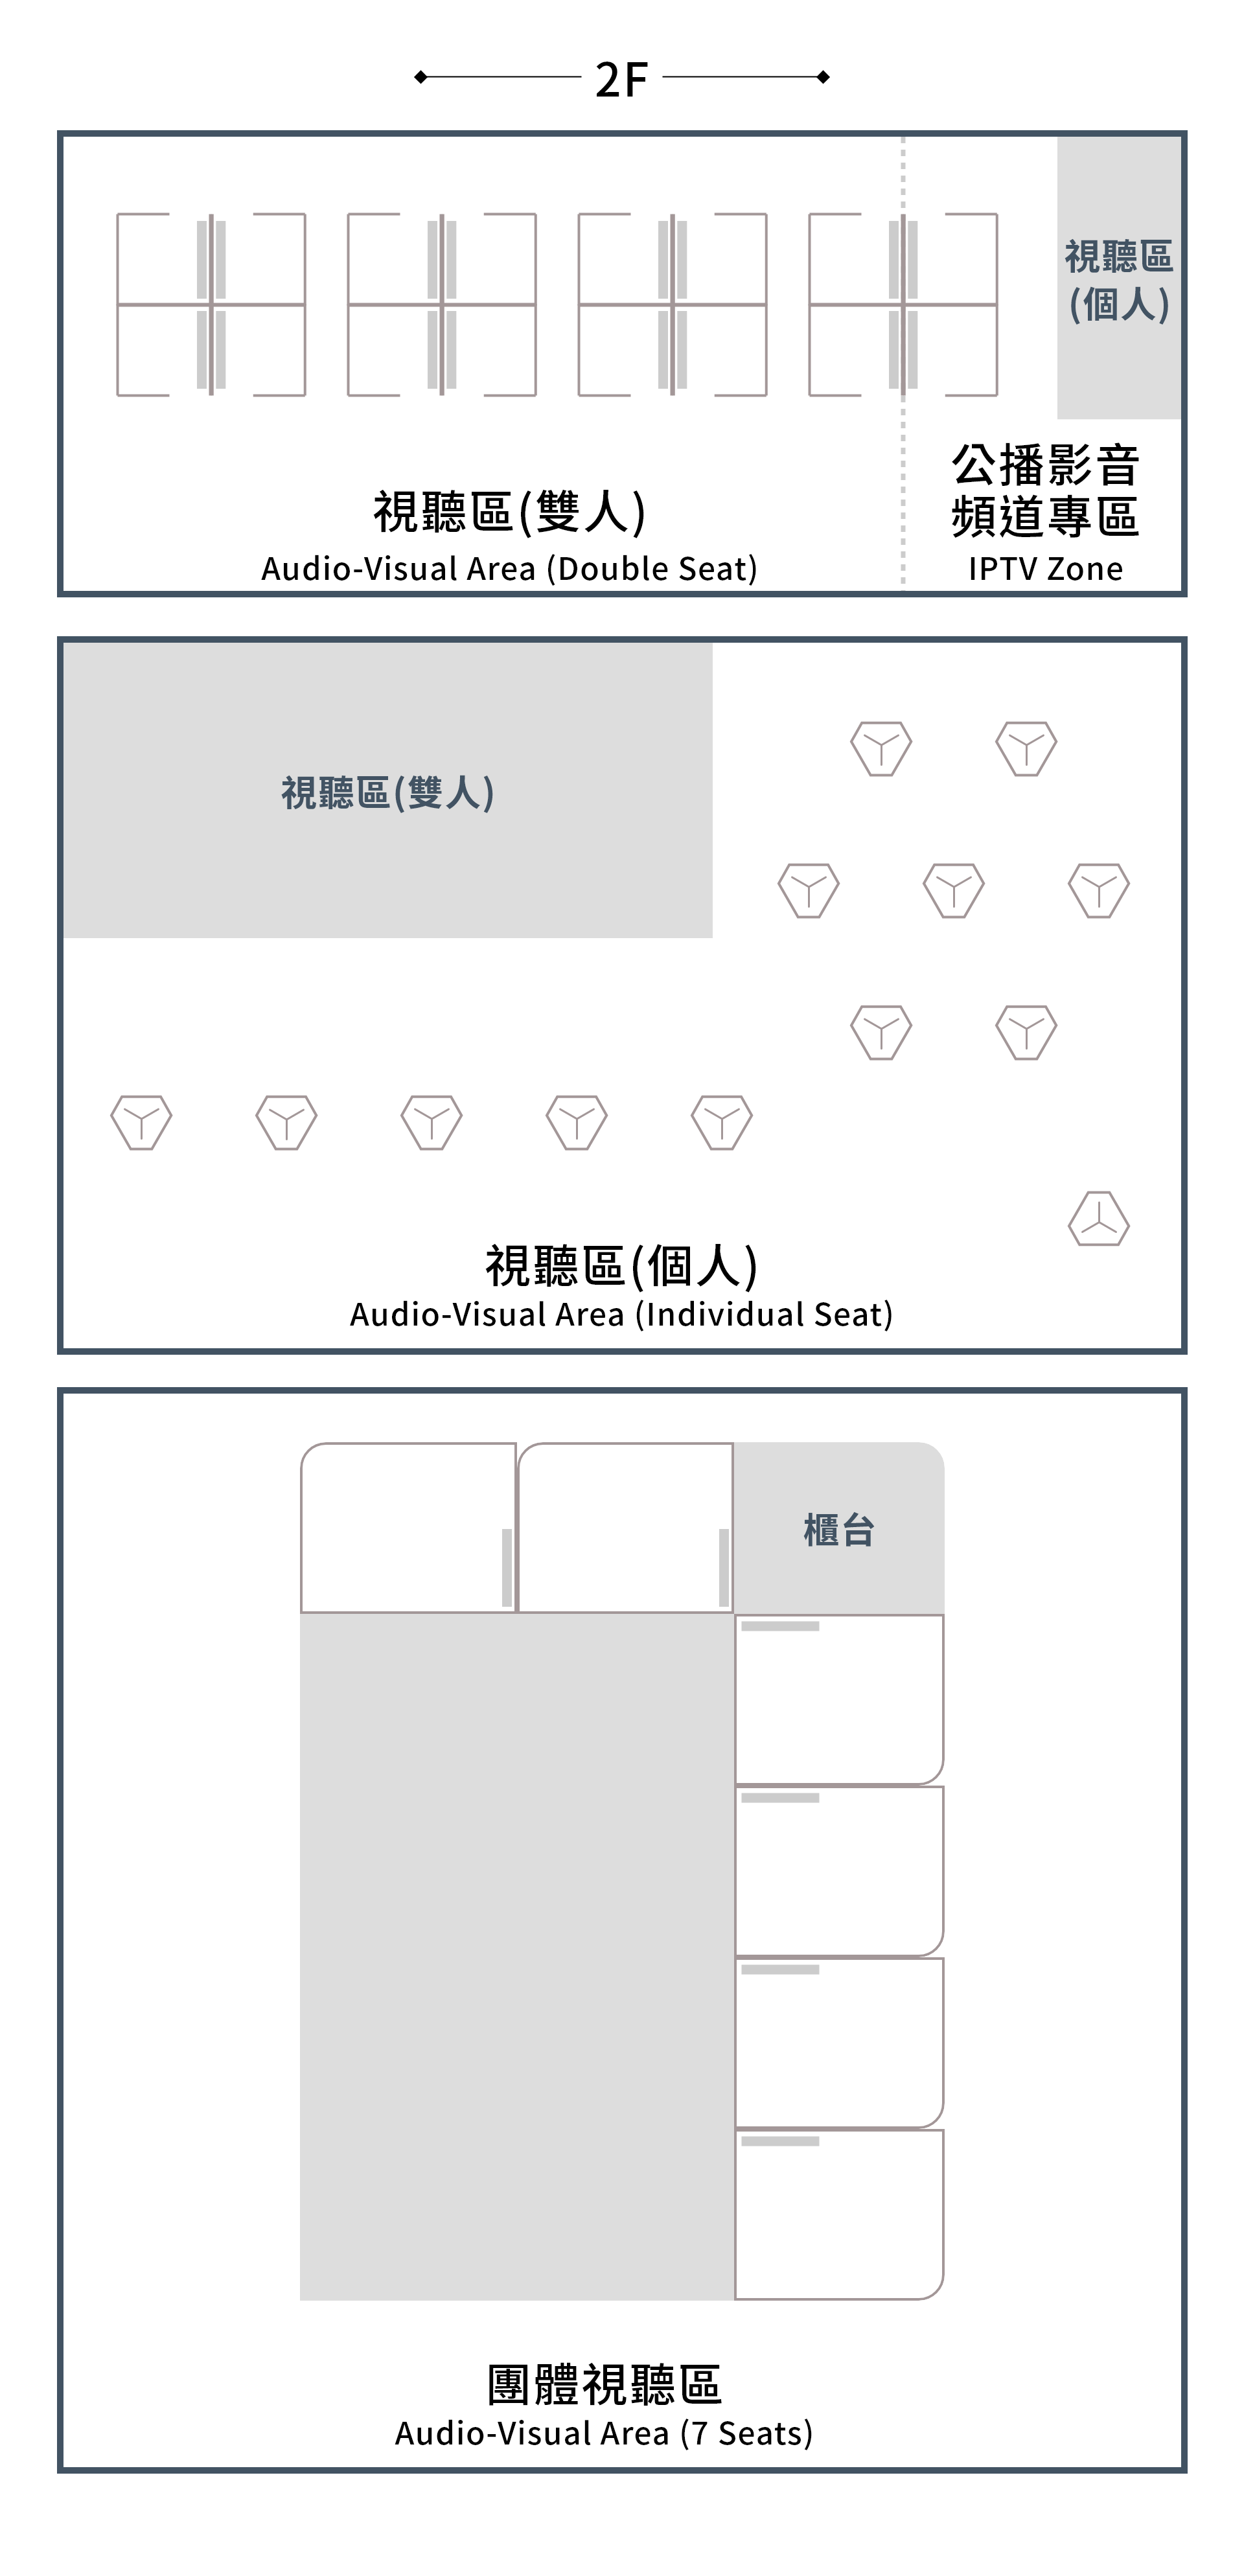 2F
視聽區
(個人)
視聽區(雙人)
Audio-Visual Area (Double Seat)
公播影音
頻道專區
IPTV Zone
視聽區(雙人)
視聽區(個人)
Audio-Visual Area (Individual Seat)
櫃台
團體視聽區
Audio-Visual Area (7 Seats)